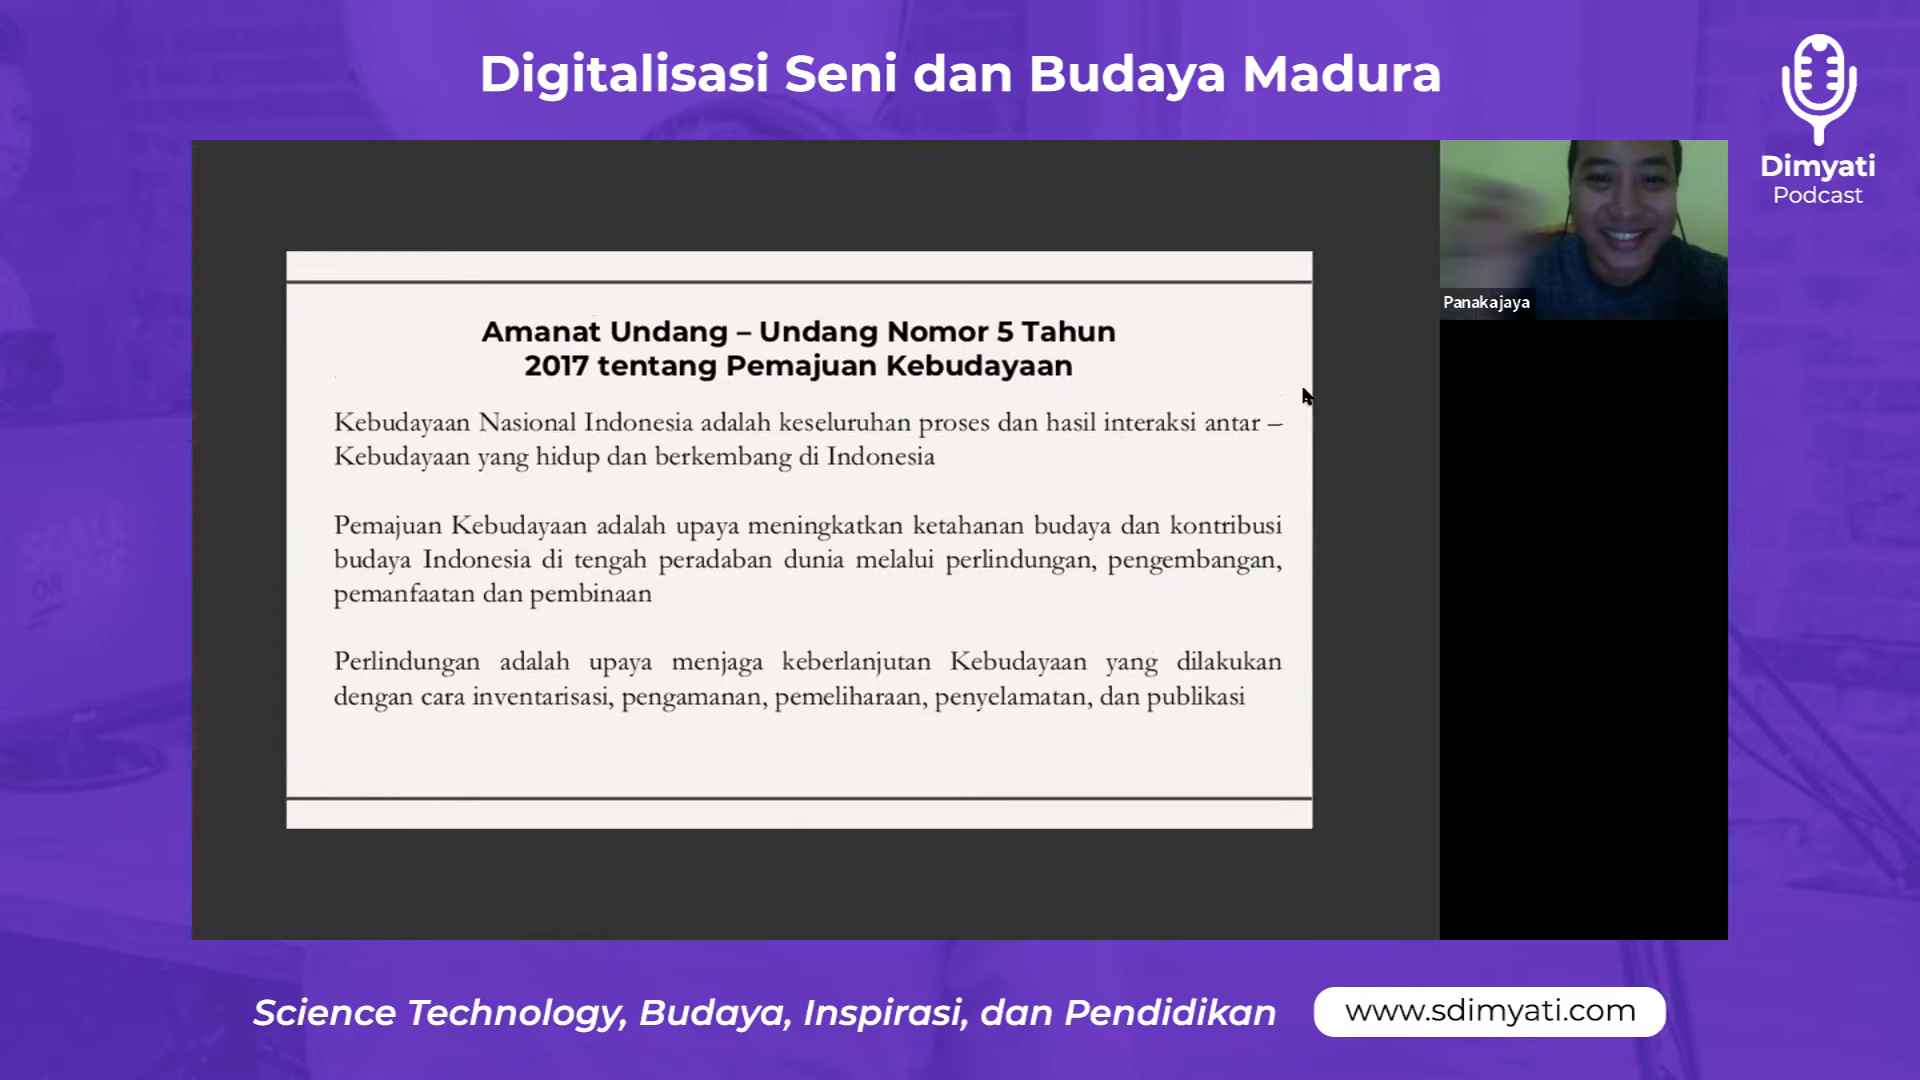 Digitalisasi Seni dan Budaya Madura
Dimyati
Podcast
Panakajaya
Amanat Undang – Undang Nomor 5 Tahun
2017 tentang Pemajuan Kebudayaan
Kebudayaan Nasional Indonesia adalah keseluruhan proses dan hasil interaksi antar –
Kebudayaan yang hidup dan berkembang di Indonesia
Pemajuan Kebudayaan adalah upaya meningkatkan ketahanan budaya dan kontribusi
budaya Indonesia di tengah peradaban dunia melalui perlindungan, pengembangan,
pemanfaatan dan pembinaan
Perlindungan adalah upaya menjaga keberlanjutan Kebudayaan yang dilakukan
dengan cara inventarisasi, pengamanan, pemeliharaan, penyelamatan, dan publikasi
Science Technology, Budaya, Inspirasi, dan Pendidikan
www.sdimyati.com